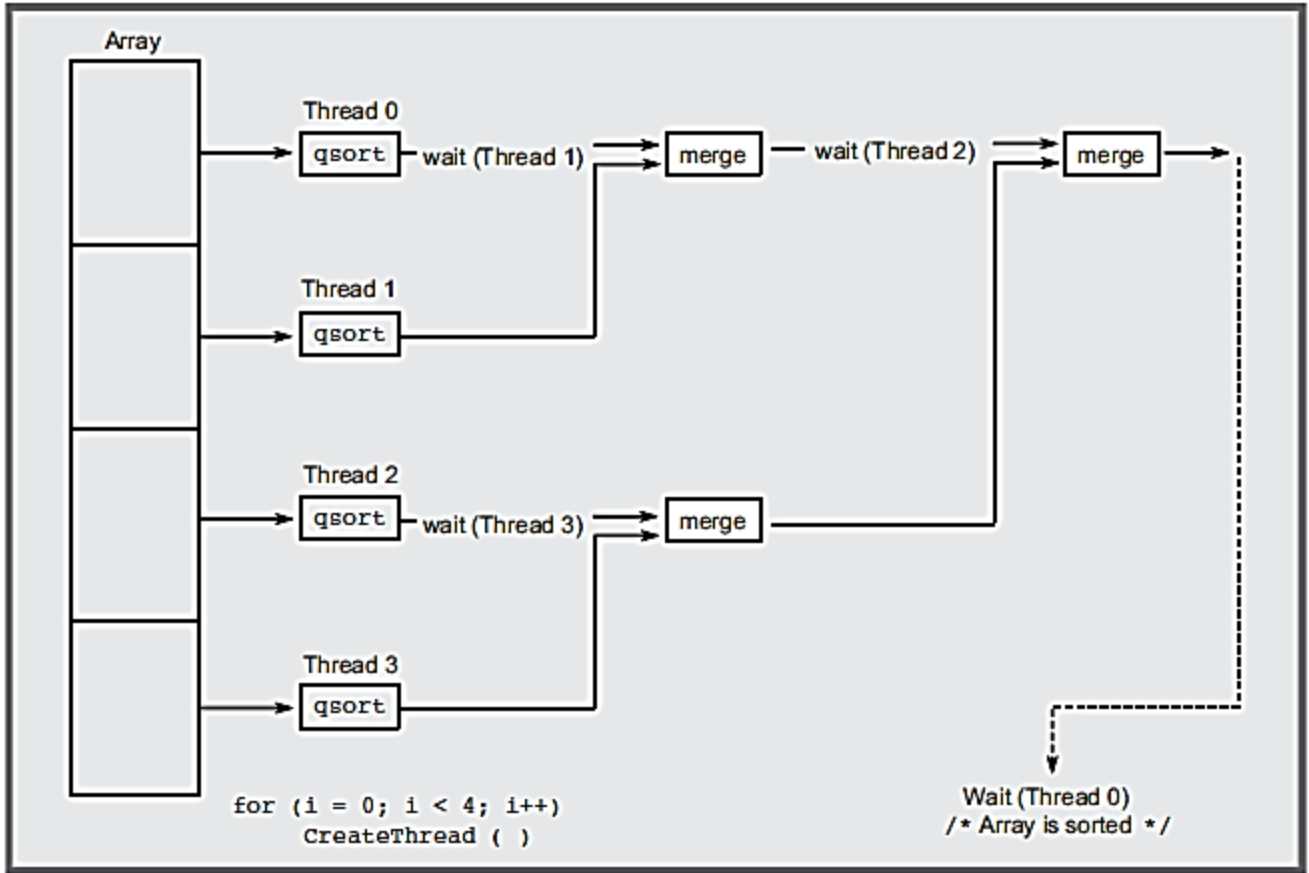 Array
Thread 0
qsort
wait (Thread 1)
merge
wait (Thread 2)
merge
Thread 1
qsort
Thread 2
qsort
wait (Thread 3)
merge
Thread 3
qsort
for (i = 0; i < 4; i++)
CreateThread ( )
Wait (Thread 0)
/* Array is sorted */